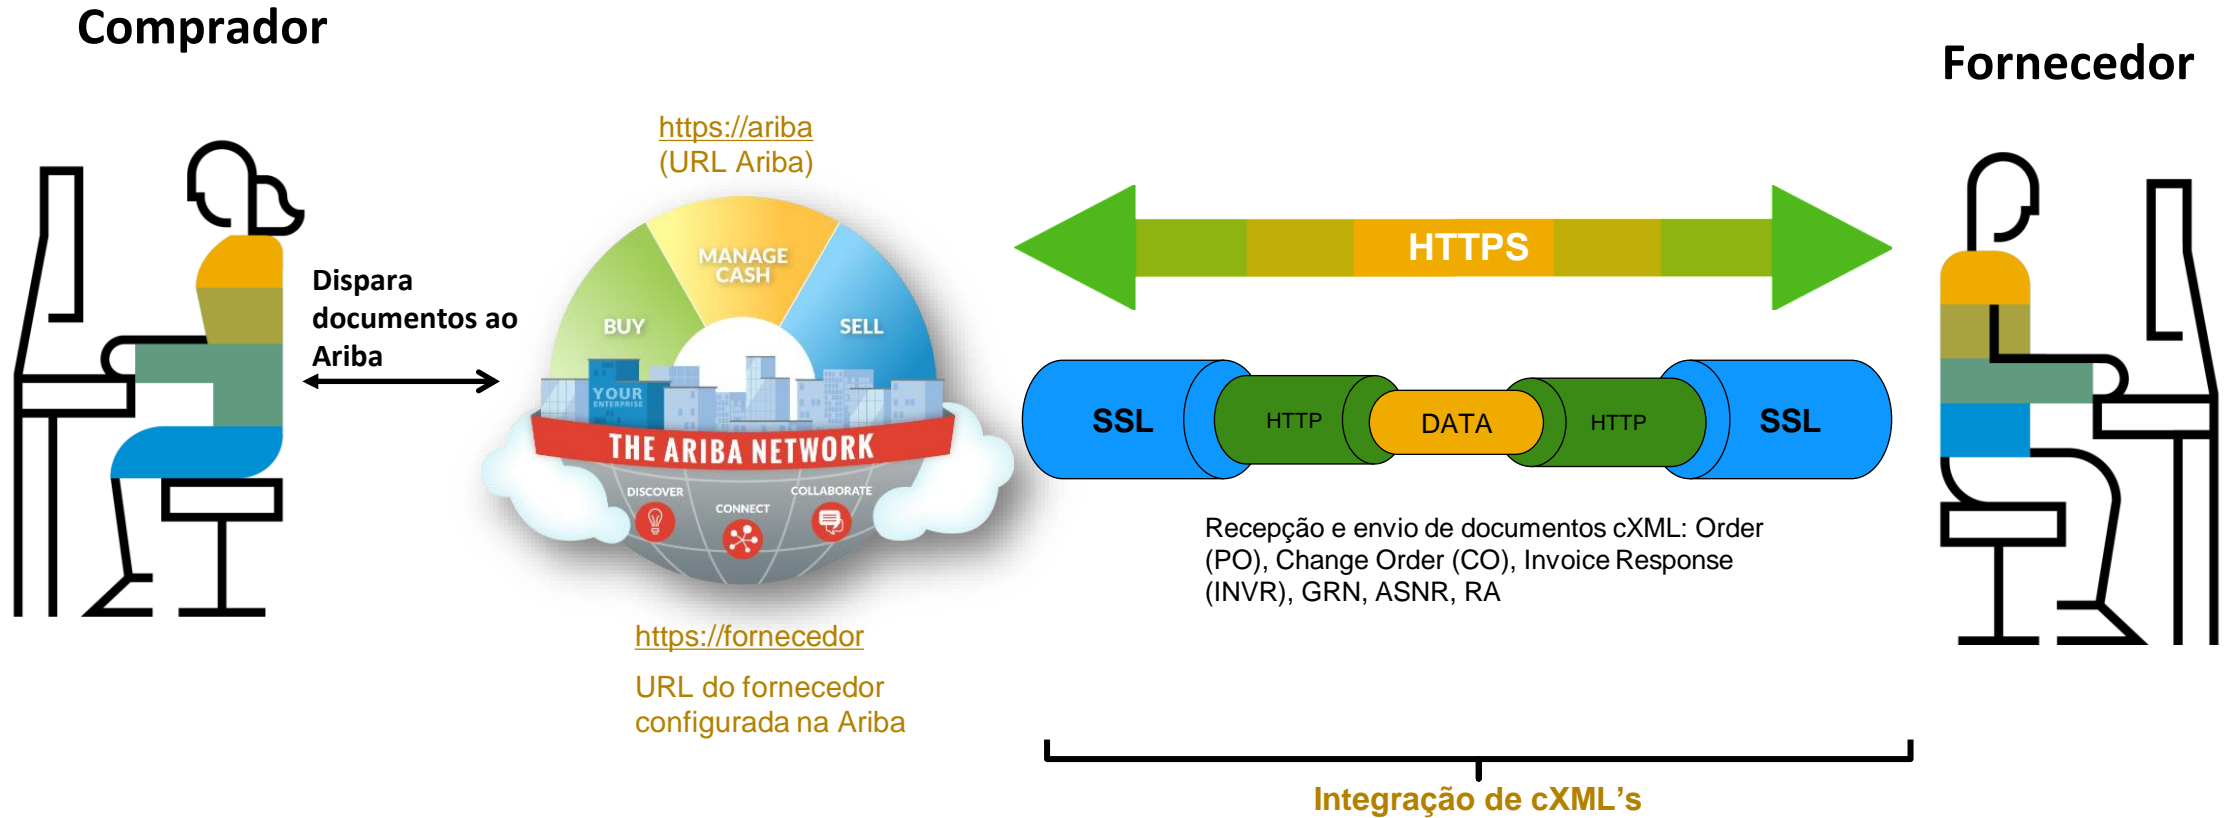 Comprador
Fornecedor
https://ariba
(URL Ariba)
Dispara
documentos ao
Ariba
MANAGE
CASH
BUY
SELL
YOUR
ENTERPRISE
THE ARIBA NETWORK
DISCOVER
CONNECT
COLLABORATE
HTTPS
SSL
HTTP
DATA
HTTP
SSL
Recepção e envio de documentos cXML: Order
(PO), Change Order (CO), Invoice Response
(INVR), GRN, ASNR, RA
https://fornecedor
URL do fornecedor
configurada na Ariba
Integração de cXML’s